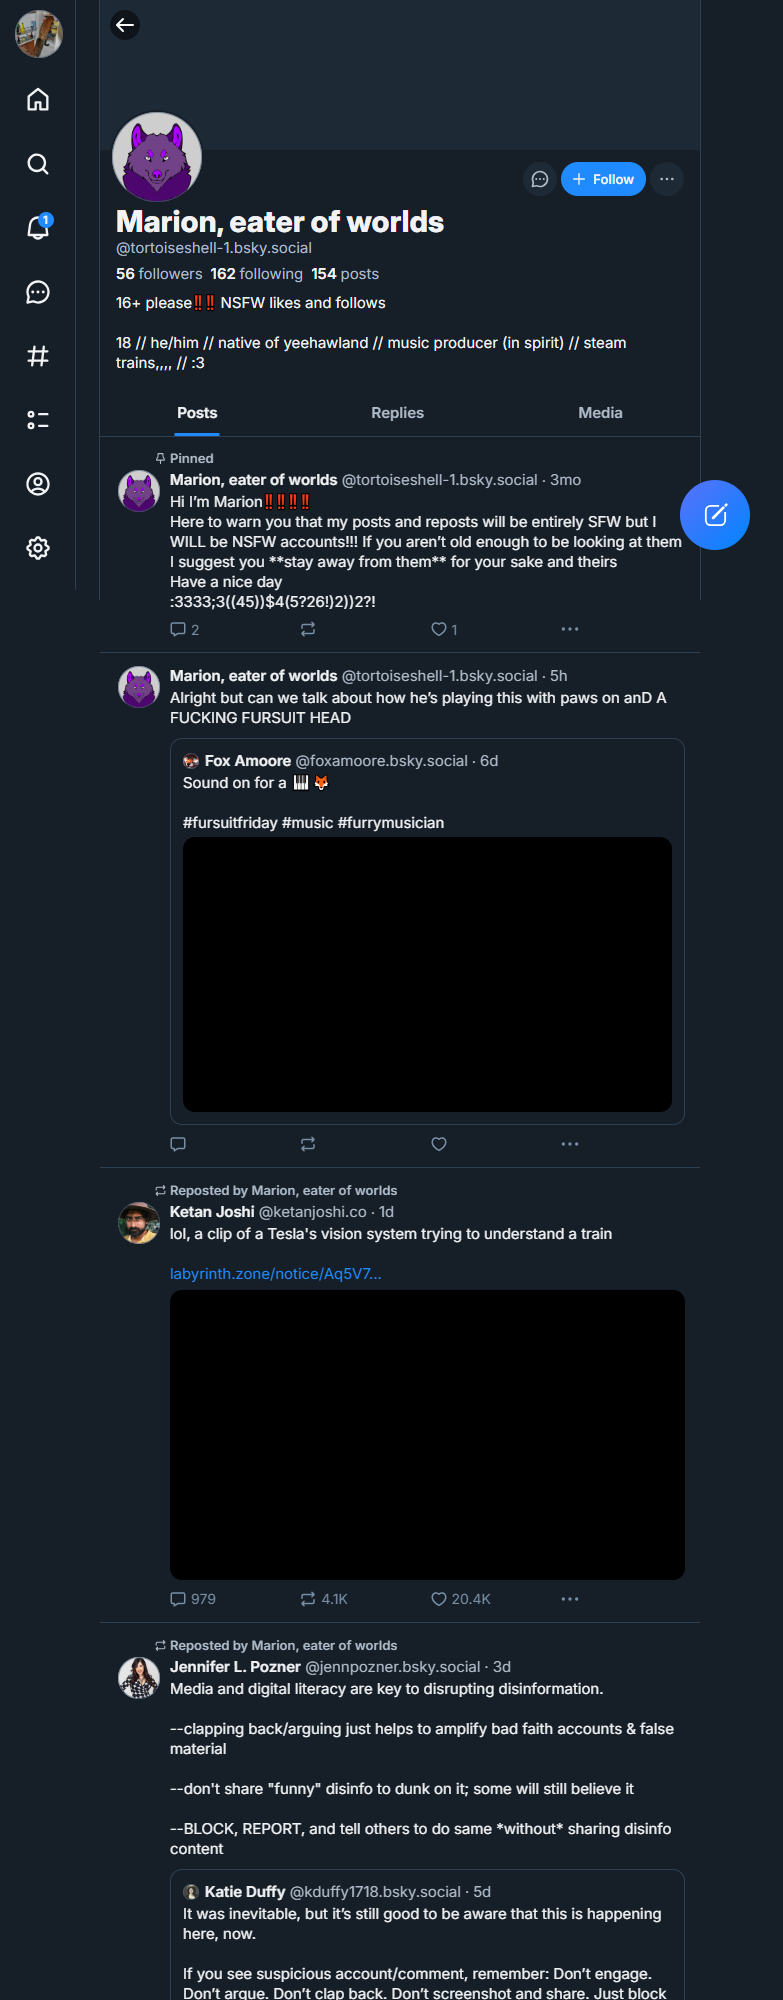 1
Follow
Marion, eater of worlds
@tortoiseshell-1.bsky.social
56 followers 162 following 154 posts
16+ please‼️‼️ NSFW likes and follows
18 // he/him // native of yeehawland // music producer (in spirit) // steam
trains,,,, // :3
Posts Replies Media
Pinned
Marion, eater of worlds @tortoiseshell-1.bsky.social · 3mo
Hi I’m Marion‼️‼️‼️‼️
Here to warn you that my posts and reposts will be entirely SFW but I
WILL be NSFW accounts!!! If you aren’t old enough to be looking at them
I suggest you **stay away from them** for your sake and theirs
Have a nice day
:3333;3((45))$4(5?26!)2))2?!
2 1
Marion, eater of worlds @tortoiseshell-1.bsky.social · 5h
Alright but can we talk about how he’s playing this with paws on anD A
FUCKING FURSUIT HEAD
Fox Amoore @foxamoore.bsky.social · 6d
Sound on for a 🎹 🦊
#fursuitfriday #music #furrymusician
Reposted by Marion, eater of worlds
Ketan Joshi @ketanjoshi.co · 1d
lol, a clip of a Tesla's vision system trying to understand a train
labyrinth.zone/notice/Aq5V7...
979 4.1K 20.4K
Reposted by Marion, eater of worlds
Jennifer L. Pozner @jennpozner.bsky.social · 3d
Media and digital literacy are key to disrupting disinformation.
--clapping back/arguing just helps to amplify bad faith accounts & false
material
--don't share "funny" disinfo to dunk on it; some will still believe it
--BLOCK, REPORT, and tell others to do same *without* sharing disinfo
content
Katie Duffy @kduffy1718.bsky.social · 5d
It was inevitable, but it’s still good to be aware that this is happening
here, now.
If you see suspicious account/comment, remember: Don’t engage.
Don’t argue. Don’t clap back. Don’t screenshot and share. Just block